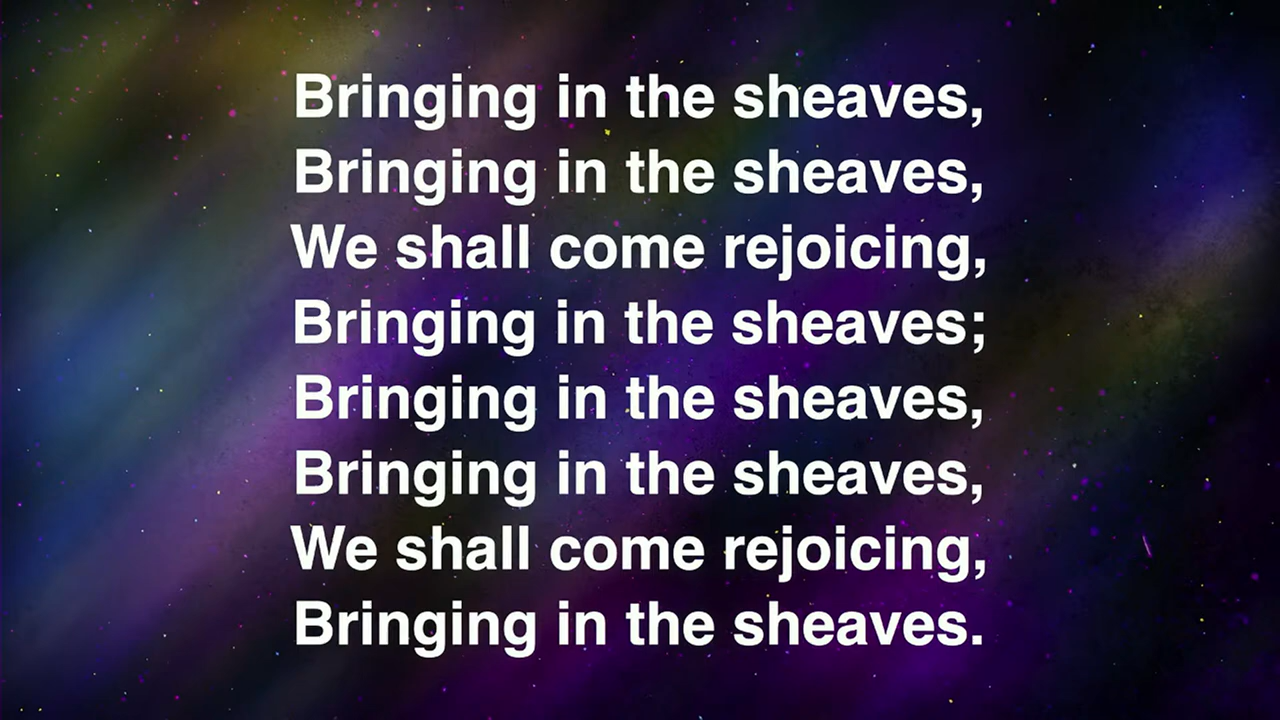 Bringing in the sheaves,
Bringing in the sheaves,
We shall come rejoicing,
Bringing in the sheaves;
Bringing in the sheaves,
Bringing in the sheaves,
We shall come rejoicing,
Bringing in the sheaves.